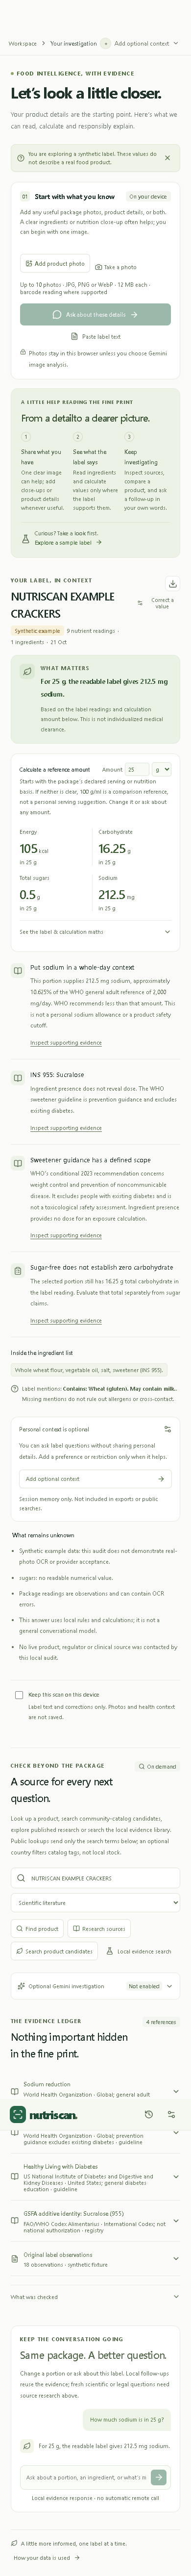 Workspace > Your investigation Add optional context
FOOD INTELLIGENCE, WITH EVIDENCE
Let's look a little closer.
Your product details are the starting point. Here's what we
can read, calculate and responsibly explain.
You are exploring a synthetic label. These values do
not describe a real food product.
01 Start with what you know On your device
Add any useful package photos, product details, or both.
A clear ingredients or nutrition close-up often helps; you
can begin with one image.
Add product photo Take a photo
Up to 10 photos · JPG, PNG or WebP · 12 MB each ·
barcode reading where supported
Ask about these details →
Paste label text
Photos stay in this browser unless you choose Gemini
image analysis.
A LITTLE HELP READING THE FINE PRINT
From a detail to a clearer picture.
1 2 3
Share what you have
One clear image can help; add close-ups or product details whenever useful.
See what the label says
Read ingredients and calculate values only where the label supports them.
Keep investigating
Inspect sources, compare a product, and ask a follow-up in your own words.
Curious? Take a look first.
Explore a sample label →
YOUR LABEL, IN CONTEXT
NUTRISCAN EXAMPLE
CRACKERS
Correct a
value
Synthetic example 9 nutrient readings ·
1 ingredients · 21 Oct
WHAT MATTERS
For 25 g, the readable label gives 212.5 mg
sodium.
Based on the label readings and calculation
amount below. This is not individualized medical
clearance.
Calculate a reference amount Amount 25 g
Starts with the package's declared serving or nutrition
basis. If neither is clear, 100 g/ml is a comparison reference,
not a personal serving suggestion. Change it or ask about
any amount.
Energy Carbohydrate
105 kcal 16.25 g
in 25 g in 25 g
Total sugars Sodium
0.5 g 212.5 mg
in 25 g in 25 g
See the label & calculation maths
Put sodium in a whole-day context
This portion supplies 212.5 mg sodium, approximately
10.625% of the WHO general adult reference of 2,000
mg/day. WHO recommends less than that amount. This
is not a personal sodium allowance or a product safety
cutoff.
Inspect supporting evidence
INS 955: Sucralose
Ingredient presence does not reveal dose. The WHO
sweetener guideline is prevention guidance and excludes
existing diabetes.
Inspect supporting evidence
Sweetener guidance has a defined scope
WHO's conditional 2023 recommendation concerns
weight control and prevention of noncommunicable
disease. It excludes people with existing diabetes and is
not a toxicological safety assessment. Ingredient presence
provides no dose for an exposure calculation.
Inspect supporting evidence
Sugar-free does not establish zero carbohydrate
The selected portion still has 16.25 g total carbohydrate in
the label reading. Evaluate that total separately from sugar
claims.
Inspect supporting evidence
Inside the ingredient list
Whole wheat flour, vegetable oil, salt, sweetener (INS 955).
Label mentions: Contains: Wheat (gluten). May contain milk..
Missing mentions do not rule out allergens or cross-contact.
Personal context is optional
You can ask label questions without sharing personal
details. Add a preference or restriction only when it helps.
Add optional context →
Session memory only. Not included in exports or public
searches.
What remains unknown
• Synthetic example data: this audit does not demonstrate real-
photo OCR or provider acceptance.
• sugars: no readable numerical value.
• Package readings are observations and can contain OCR
errors.
• This answer uses local rules and calculations; it is not a
general conversational model.
• No live product, regulator or clinical source was contacted by
this local audit.
Keep this scan on this device
Label text and corrections only. Photos and health context
are not saved.
CHECK BEYOND THE PACKAGE On demand
A source for every next
question.
Look up a product, search community-catalog candidates,
explore published research or search the local evidence library.
Public lookups send only the search terms below; an optional
country filters catalog tags, not local stock.
NUTRISCAN EXAMPLE CRACKERS
Scientific literature
Find product Research sources
Search product candidates Local evidence search
Optional Gemini investigation Not enabled
THE EVIDENCE LEDGER 4 references
Nothing important hidden
in the fine print.
Sodium reduction
World Health Organization · Global; general adult
nutriscan.
World Health Organization · Global; prevention
guidance excludes existing diabetes · guideline
Healthy Living with Diabetes
US National Institute of Diabetes and Digestive and
Kidney Diseases · United States; general diabetes
education · guideline
GSFA additive identity: Sucralose (955)
FAO/WHO Codex Alimentarius · International Codex; not
national authorization · registry
Original label observations
18 observations · synthetic fixture
What was checked
KEEP THE CONVERSATION GOING
Same package. A better question.
Change a portion or ask about this label. Local follow-ups
reuse the evidence; fresh scientific or legal questions need
source search above.
How much sodium is in 25 g?
For 25 g, the readable label gives 212.5 mg sodium.
Ask about a portion, an ingredient, or what's m →
Local evidence response · no automatic remote call
A little more informed, one label at a time.
How your data is used →